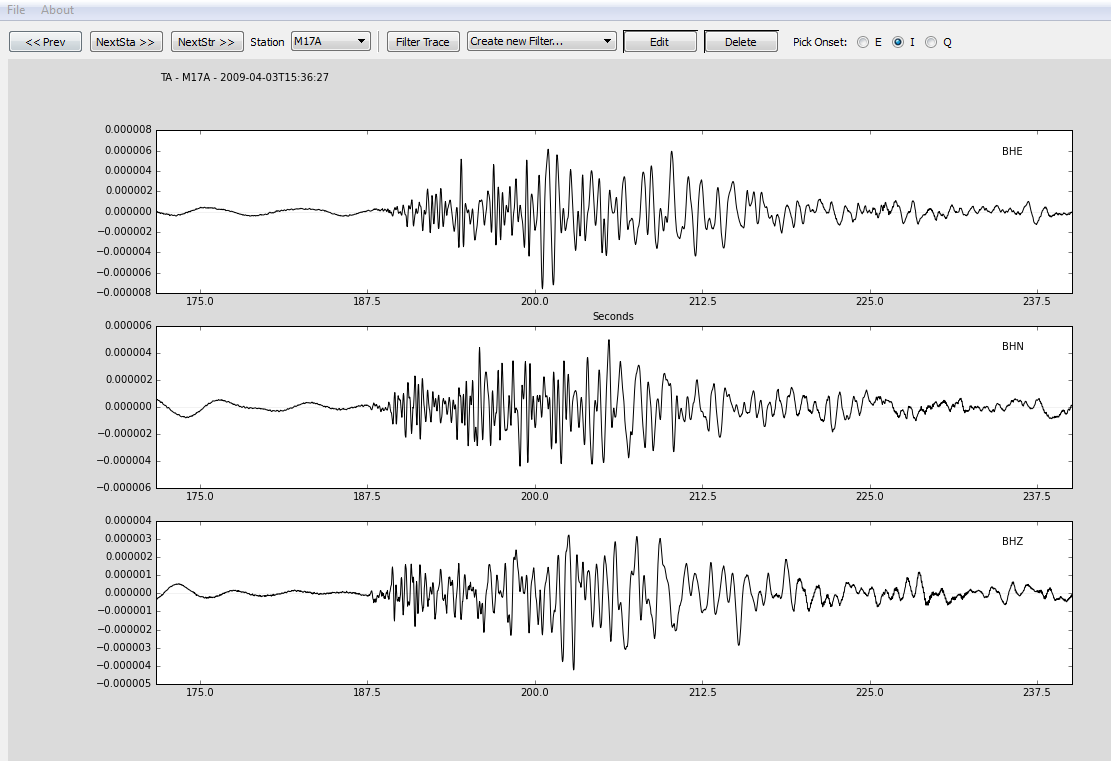 File About
<< Prev NextSta >> NextStr >> Station M17A Filter Trace Create new Filter... Edit Delete Pick Onset: E I Q
TA - M17A - 2009-04-03T15:36:27
0.000008
0.000006
0.000004
0.000002
0.000000
−0.000002
−0.000004
−0.000006
−0.000008
BHE
175.0 187.5 200.0 212.5 225.0 237.5
Seconds
0.000006
0.000004
0.000002
0.000000
−0.000002
−0.000004
−0.000006
BHN
175.0 187.5 200.0 212.5 225.0 237.5
0.000004
0.000003
0.000002
0.000001
0.000000
−0.000001
−0.000002
−0.000003
−0.000004
−0.000005
BHZ
175.0 187.5 200.0 212.5 225.0 237.5